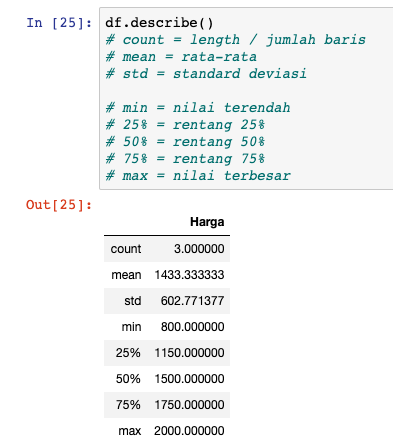 In [25]: df.describe()
# count = length / jumlah baris
# mean = rata-rata
# std = standard deviasi
# min = nilai terendah
# 25% = rentang 25%
# 50% = rentang 50%
# 75% = rentang 75%
# max = nilai terbesar
Out[25]:
Harga
count 3.000000
mean 1433.333333
std 602.771377
min 800.000000
25% 1150.000000
50% 1500.000000
75% 1750.000000
max 2000.000000